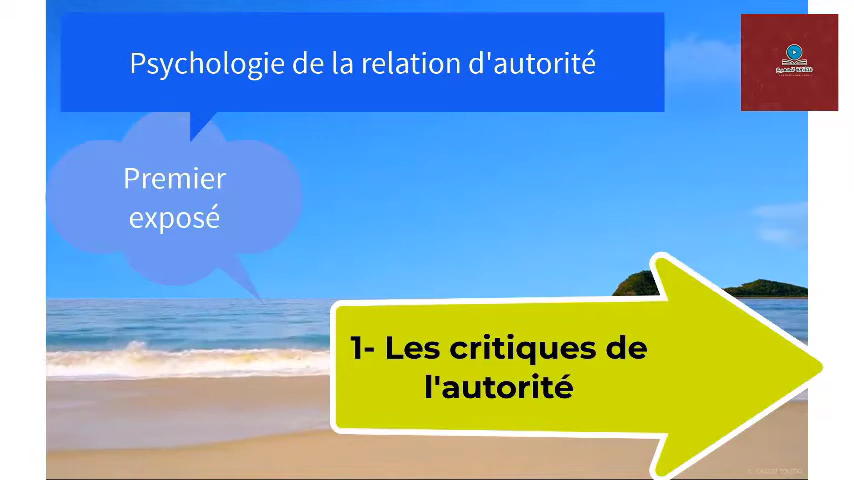 Psychologie de la relation d'autorité
Premier
exposé
1- Les critiques de
l'autorité